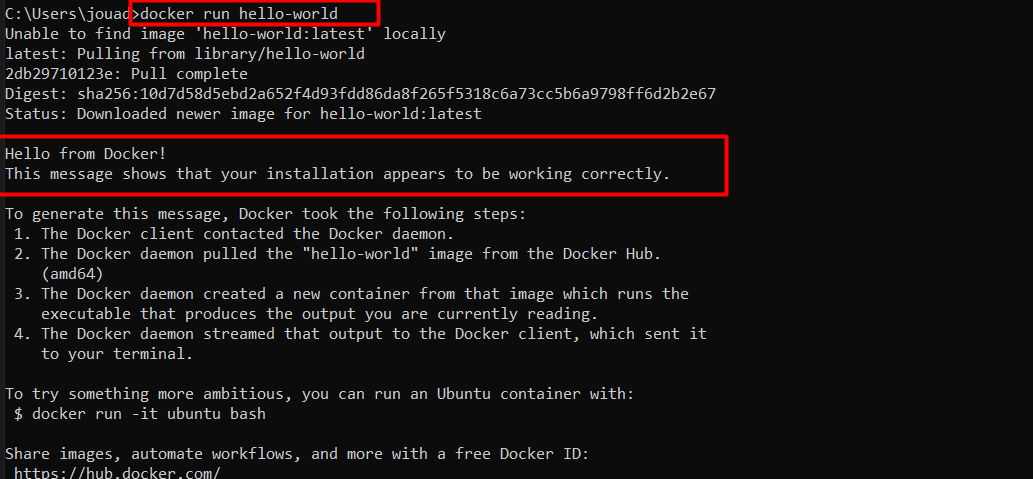 C:\Users\jouad>docker run hello-world
Unable to find image 'hello-world:latest' locally
latest: Pulling from library/hello-world
2db29710123e: Pull complete
Digest: sha256:10d7d58d5ebd2a652f4d93fdd86da8f265f5318c6a73cc5b6a9798ff6d2b2e67
Status: Downloaded newer image for hello-world:latest
Hello from Docker!
This message shows that your installation appears to be working correctly.
To generate this message, Docker took the following steps:
1. The Docker client contacted the Docker daemon.
2. The Docker daemon pulled the "hello-world" image from the Docker Hub.
(amd64)
3. The Docker daemon created a new container from that image which runs the
executable that produces the output you are currently reading.
4. The Docker daemon streamed that output to the Docker client, which sent it
to your terminal.
To try something more ambitious, you can run an Ubuntu container with:
$ docker run -it ubuntu bash
Share images, automate workflows, and more with a free Docker ID:
https://hub.docker.com/